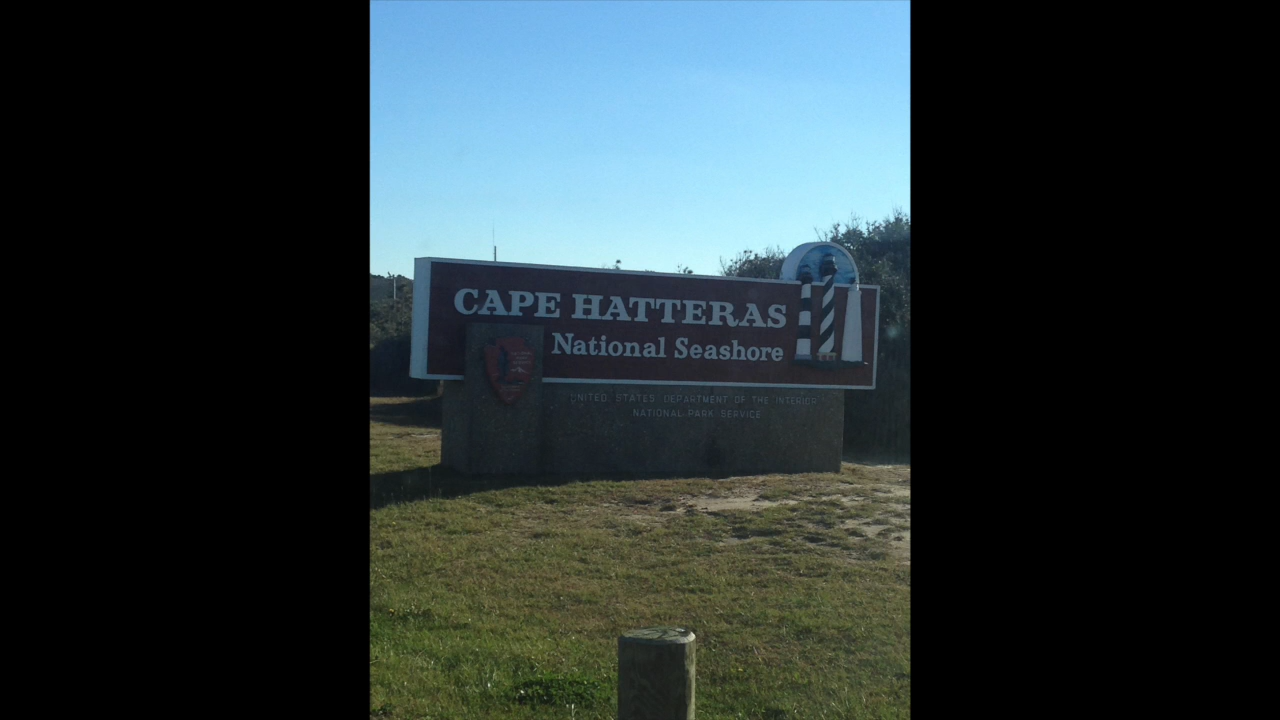 CAPE HATTERAS
National Seashore
UNITED STATES DEPARTMENT OF THE INTERIOR
NATIONAL PARK SERVICE